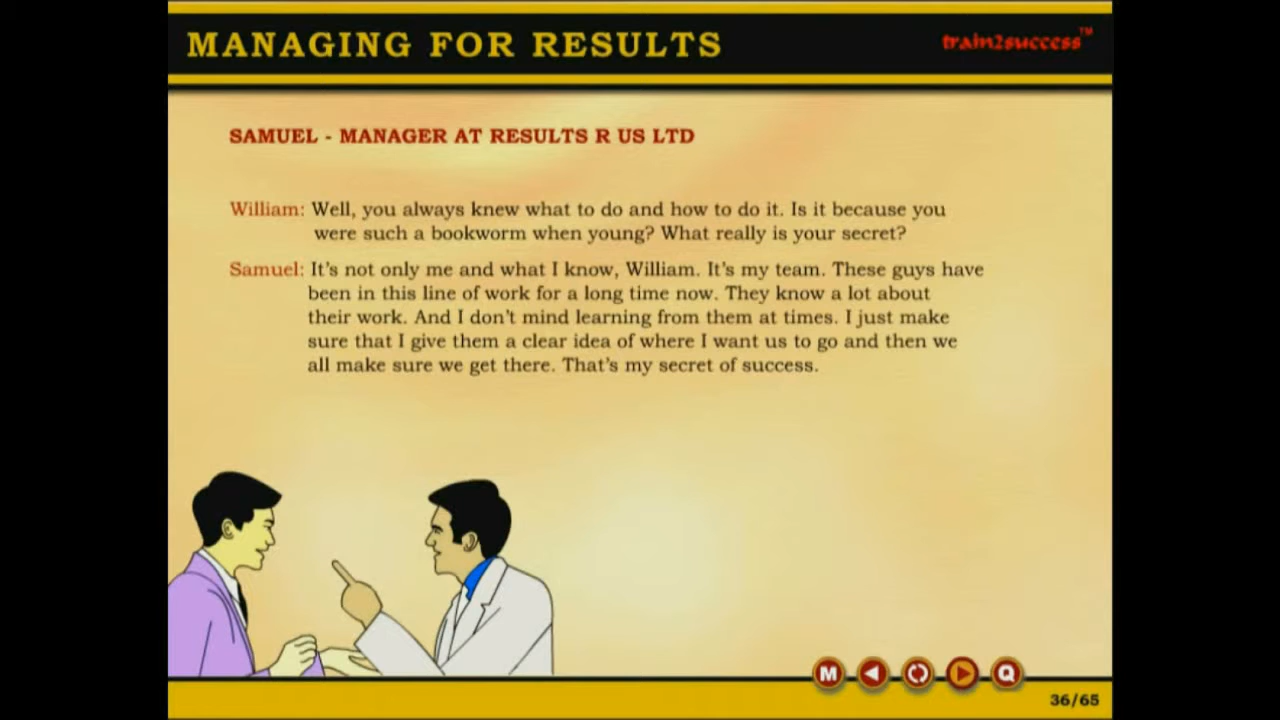 MANAGING FOR RESULTS
train2success™
SAMUEL - MANAGER AT RESULTS R US LTD
William: Well, you always knew what to do and how to do it. Is it because you
were such a bookworm when young? What really is your secret?
Samuel: It's not only me and what I know, William. It's my team. These guys have
been in this line of work for a long time now. They know a lot about
their work. And I don't mind learning from them at times. I just make
sure that I give them a clear idea of where I want us to go and then we
all make sure we get there. That's my secret of success.
M Q
36/65